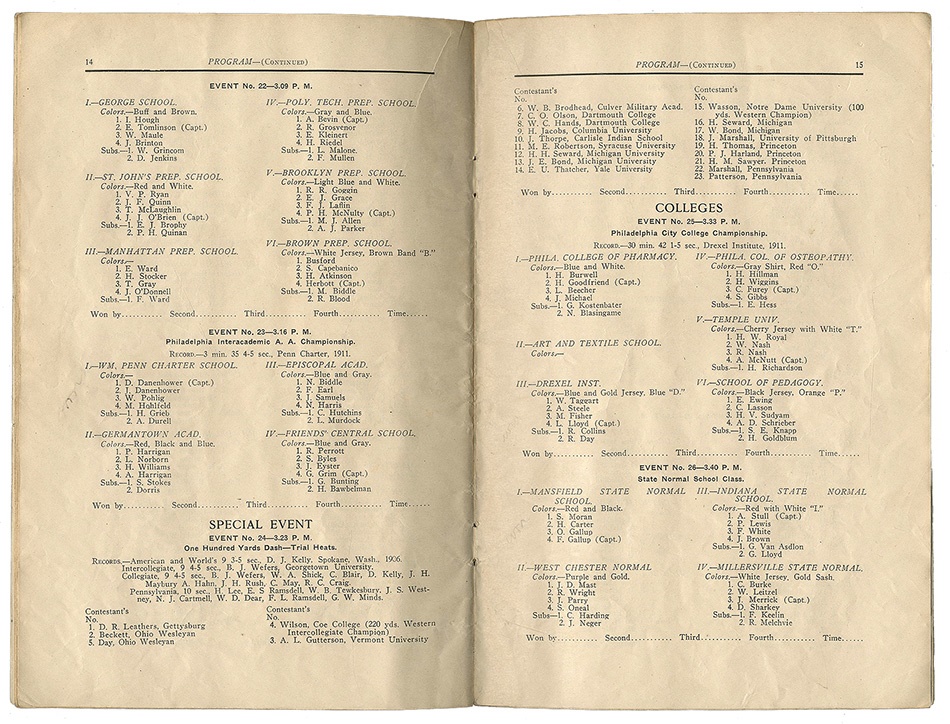 14 PROGRAM—(CONTINUED)
EVENT No. 22—3.09 P. M.
I.—GEORGE SCHOOL.
Colors.—Buff and Brown.
1. I. Hough
2. E. Tomlinson (Capt.)
3. W. Maule
4. J. Brinton
Subs.—1. W. Grincom
2. D. Jenkins
II.—ST. JOHN'S PREP. SCHOOL.
Colors.—Red and White.
1. V. P. Ryan
2. J. F. Quinn
3. T. McLaughlin
4. J. J. O'Brien (Capt.)
Subs.—1. E. J. Brophy
2. P. H. Quinan
III.—MANHATTAN PREP. SCHOOL.
Colors.—
1. E. Ward
2. H. Stocker
3. T. Gray
4. J. O'Donnell
Subs.—1. F. Ward
IV.—POLY. TECH. PREP. SCHOOL.
Colors.—Gray and Blue.
1. A. Bevin (Capt.)
2. R. Grosvenor
3. E. Kleinert
4. H. Riedel
Subs.—1. L. Malone.
2. F. Mullen
V.—BROOKLYN PREP. SCHOOL.
Colors.—Light Blue and White.
1. R. R. Goggin
2. E. J. Grace
3. F. J. Laflin
4. P. H. McNulty (Capt.)
Subs.—1. M. J. Allen
2. A. J. Parker
VI.—BROWN PREP. SCHOOL.
Colors.—White Jersey, Brown Band "B."
1. Busford
2. S. Capebanico
3. H. Atkinson
4. Herbott (Capt.)
Subs.—1. M. Biddle
2. R. Blood
Won by............ Second............ Third............ Fourth............ Time......
EVENT No. 23—3.16 P. M.
Philadelphia Interacademic A. A. Championship.
RECORD.—3 min. 35 4-5 sec., Penn Charter, 1911.
I.—WM. PENN CHARTER SCHOOL.
Colors.—
1. D. Danenhower (Capt.)
2. J. Danenhower
3. W. Pohlig
4. M. Hohlfeld
Subs.—1. H. Grieb
2. A. Durell
II.—GERMANTOWN ACAD.
Colors.—Red, Black and Blue.
1. P. Harrigan
2. L. Norborn
3. H. Williams
4. A. Harrigan
Subs.—1. S. Stokes
2. Dorris
III.—EPISCOPAL ACAD.
Colors.—Blue and Gray.
1. N. Biddle
2. F. Earl
3. I. Samuels
4. N. Harris
Subs.—1. C. Hutchins
2. L. Murdock
IV.—FRIENDS' CENTRAL SCHOOL.
Colors.—Blue and Gray.
1. R. Perrott
2. S. Byles
3. J. Eyster
4. G. Grim (Capt.)
Subs.—1. G. Bunting
2. H. Bawbelman
Won by............ Second............ Third............ Fourth............ Time......
SPECIAL EVENT
EVENT No. 24—3.23 P. M.
One Hundred Yards Dash—Trial Heats.
RECORDS.—American and World's 9 3-5 sec., D. J. Kelly, Spokane, Wash., 1906.
Intercollegiate, 9 4-5 sec., B. J. Wefers, Georgetown University.
Collegiate, 9 4-5 sec., B. J. Wefers, W. A. Shick, C. Blair, D. Kelly, J. H.
Maybury A. Hahn, J. H. Rush, C. May, R. C. Craig.
Pennsylvania, 10 sec., H. Lee, E. S Ramsdell, W. B. Tewkesbury, J. S. West-
ney, N. J. Cartmell, W. D. Dear, F. L. Ramsdell, G. W. Minds.
Contestant's
No.
1. D. R. Leathers, Gettysburg
2. Beckett, Ohio Wesleyan
5. Day, Ohio Wesleyan
Contestant's
No.
4. Wilson, Coe College (220 yds. Western
Intercollegiate Champion)
3. A. L. Gutterson, Vermont University
PROGRAM—(CONTINUED) 15
Contestant's
No.
6. W. B. Brodhead, Culver Military Acad.
7. C. O. Olson, Dartmouth College
8. W. C. Hands, Dartmouth College
9. H. Jacobs, Columbia University
10. J. Thorpe, Carlisle Indian School
11. M. E. Robertson, Syracuse University
12. H. H. Seward, Michigan University
13. J. E. Bond, Michigan University
14. E. U. Thatcher, Yale University
Contestant's
No.
15. Wasson, Notre Dame University (100
yds. Western Champion)
16. H. Seward, Michigan
17. W. Bond, Michigan
18. J. Marshall, University of Pittsburgh
19. H. Thomas, Princeton
20. P. J. Harland, Princeton
21. H. M. Sawyer. Princeton
22. Marshall, Pennsylvania
23. Patterson, Pennsylvania
Won by............ Second............ Third............ Fourth............ Time......
COLLEGES
EVENT No. 25—3.33 P. M.
Philadelphia City College Championship.
RECORD.—30 min. 42 1-5 sec., Drexel Institute, 1911.
I.—PHILA. COLLEGE OF PHARMACY.
Colors.—Blue and White.
1. H. Burwell
2. H. Goodfriend (Capt.)
3. L. Beecher
4. J. Michael
Subs.—1. G. Kostenbater
2. N. Blasingame
II.—ART AND TEXTILE SCHOOL.
Colors.—
III.—DREXEL INST.
Colors.—Blue and Gold Jersey, Blue "D."
1. W. Taggart
2. A. Steele
3. M. Fisher
4. L. Lloyd (Capt.)
Subs.—1. R. Collins
2. R. Day
IV.—PHILA. COL. OF OSTEOPATHY.
Colors.—Gray Shirt, Red "O."
1. H. Hillman
2. H. Wiggins
3. C. Furey (Capt.)
4. S. Gibbs
Subs.—1. E. Hess
V.—TEMPLE UNIV.
Colors.—Cherry Jersey with White "T."
1. H. W. Royal
2. W. Nash
3. R. Nash
4. A. McNutt (Capt.)
Subs.—1. H. Richardson
VI.—SCHOOL OF PEDAGOGY.
Colors.—Black Jersey, Orange "P."
1. E. Ewing
2. C. Lasson
3. H. V. Sudyam
4. A. D. Schrieber
Subs.—1. S. E. Knapp
2. H. Goldblum
Won by............ Second............ Third............ Fourth............ Time......
EVENT No. 26—3.40 P. M.
State Normal School Class.
I.—MANSFIELD STATE NORMAL
SCHOOL.
Colors.—Red and Black.
1. S. Moran
2. H. Carter
3. O. Gallup
4. F. Gallup (Capt.)
II.—WEST CHESTER NORMAL
Colors.—Purple and Gold.
1. J. D. Mast
2. R. Wright
3. J. Parry
4. S. Oneal
Subs—1. C. Harding
2. J. Neger
III.—INDIANA STATE NORMAL
SCHOOL.
Colors.—Red with White "I."
1. A. Stull (Capt.)
2. P. Lewis
3. F. White
4. J. Brown
Subs—1. G. Van Asdlon
2. G. Lloyd
IV.—MILLERSVILLE STATE NORMAL.
Colors.—White Jersey, Gold Sash.
1. C. Burke
2. W. Leitzel
3. J. Merrick (Capt.)
4. D. Sharkey
Subs—1. F. Keelin
2. R. Melchvie
Won by............ Second............ Third............ Fourth............ Time......